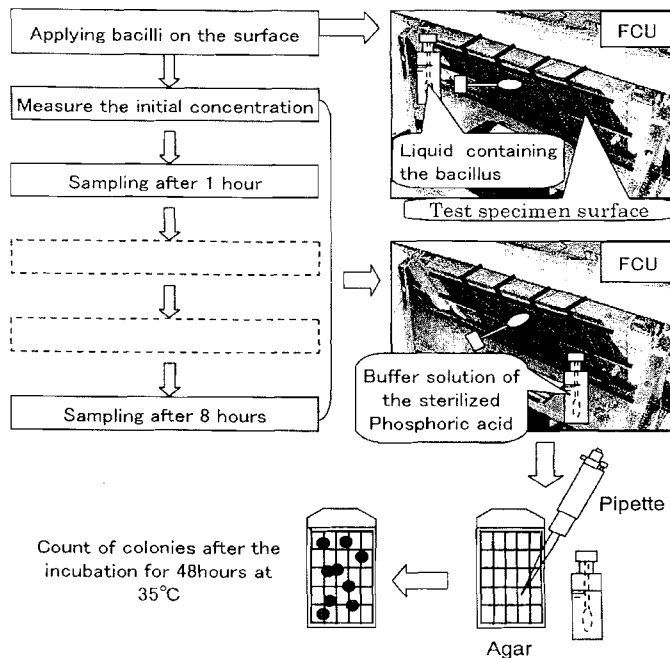 Applying bacilli on the surface
Measure the initial concentration
Sampling after 1 hour
Sampling after 8 hours
FCU
Liquid containing
the bacillus
Test specimen surface
FCU
Buffer solution of
the sterilized
Phosphoric acid
Pipette
Agar
Count of colonies after the
incubation for 48hours at
35°C